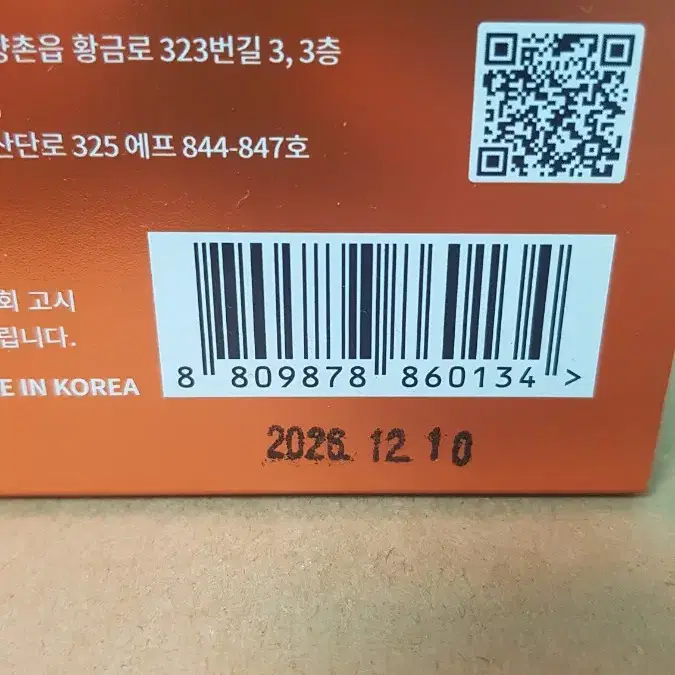 양촌읍 황금로 323번길 3, 3층
산단로 325 에프 844-847호
회 고시
립니다.
E IN KOREA
8 809878 860134 >
2026. 12 10